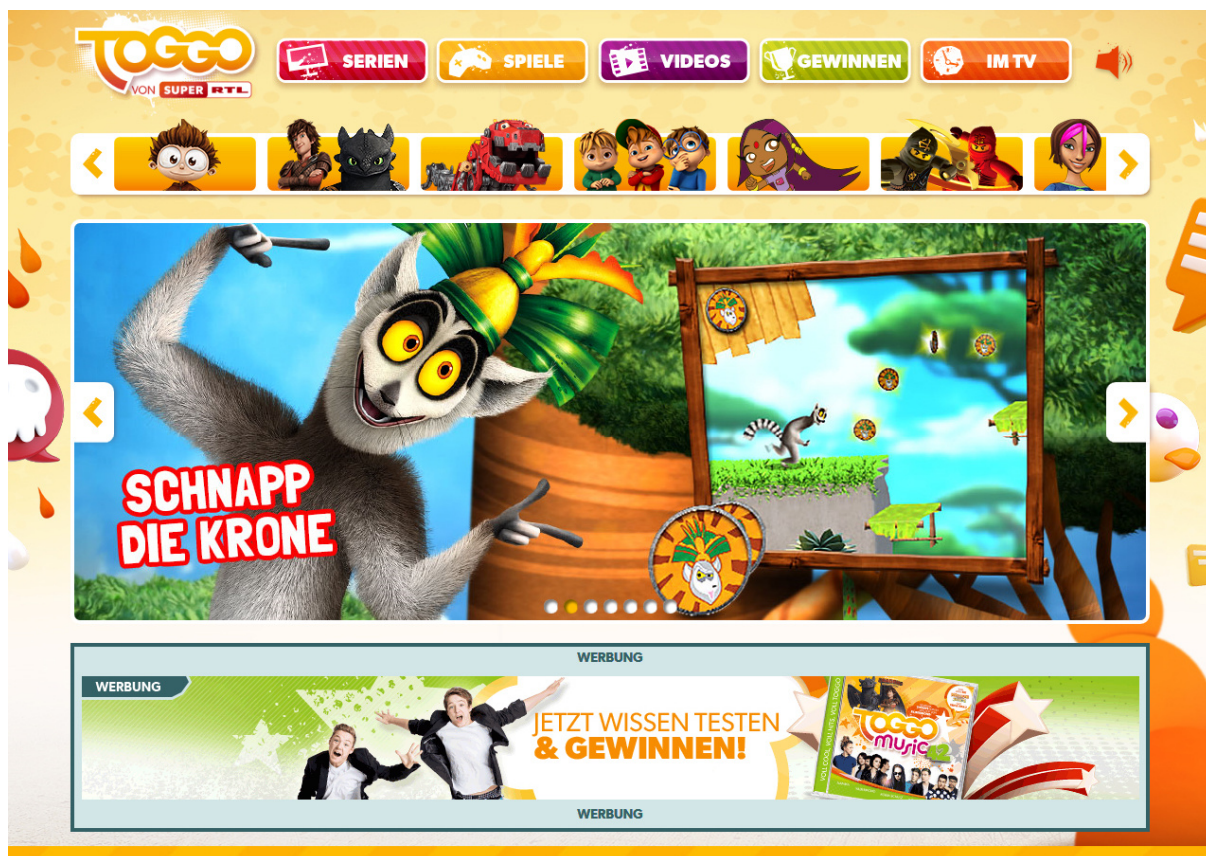 TOGGO
VON SUPER RTL
SERIEN
SPIELE
VIDEOS
GEWINNEN
IM TV
SCHNAPP
DIE KRONE
WERBUNG
WERBUNG
JETZT WISSEN TESTEN
& GEWINNEN!
TOGGO
music
WERBUNG